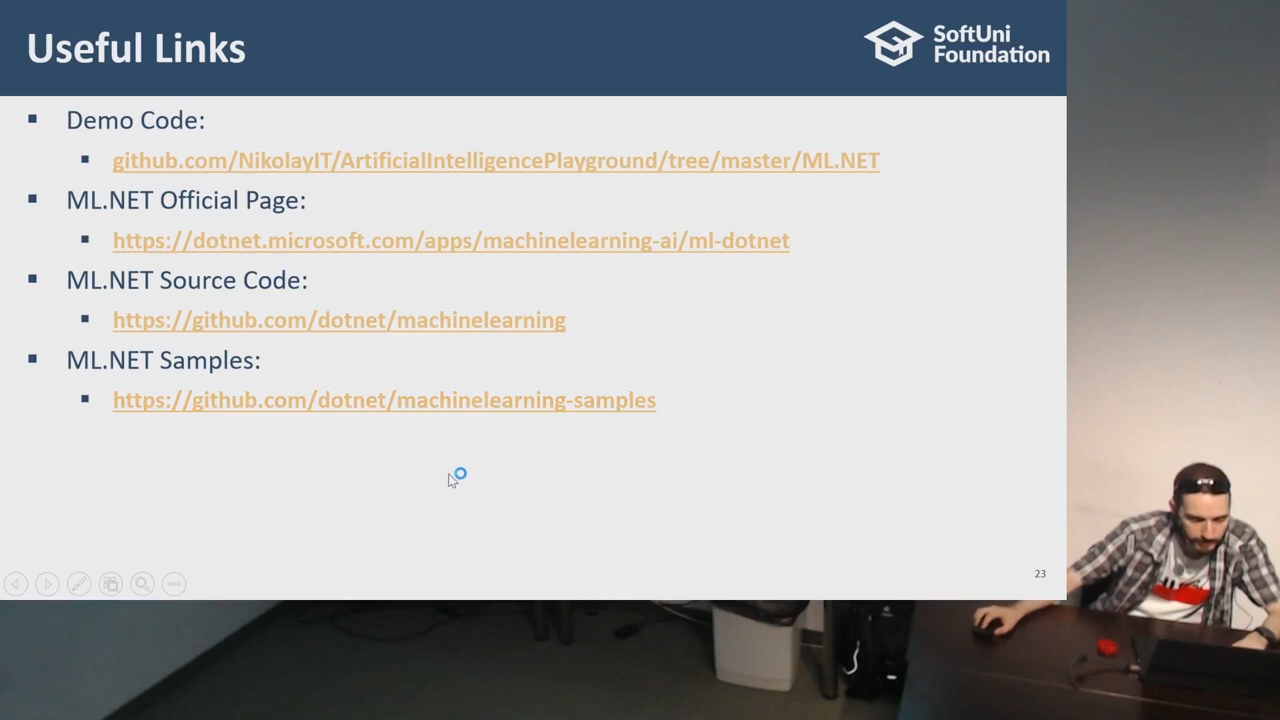 Useful Links
SoftUni
Foundation
Demo Code:
github.com/NikolayIT/ArtificialIntelligencePlayground/tree/master/ML.NET
ML.NET Official Page:
https://dotnet.microsoft.com/apps/machinelearning-ai/ml-dotnet
ML.NET Source Code:
https://github.com/dotnet/machinelearning
ML.NET Samples:
https://github.com/dotnet/machinelearning-samples
23